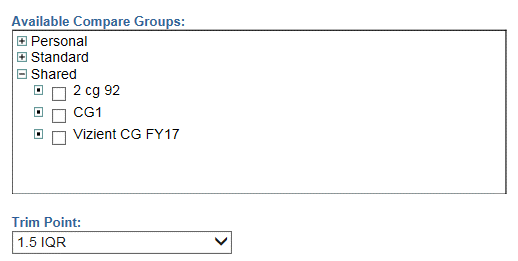 Available Compare Groups:
Personal
Standard
Shared
2 cg 92
CG1
Vizient CG FY17
Trim Point:
1.5 IQR